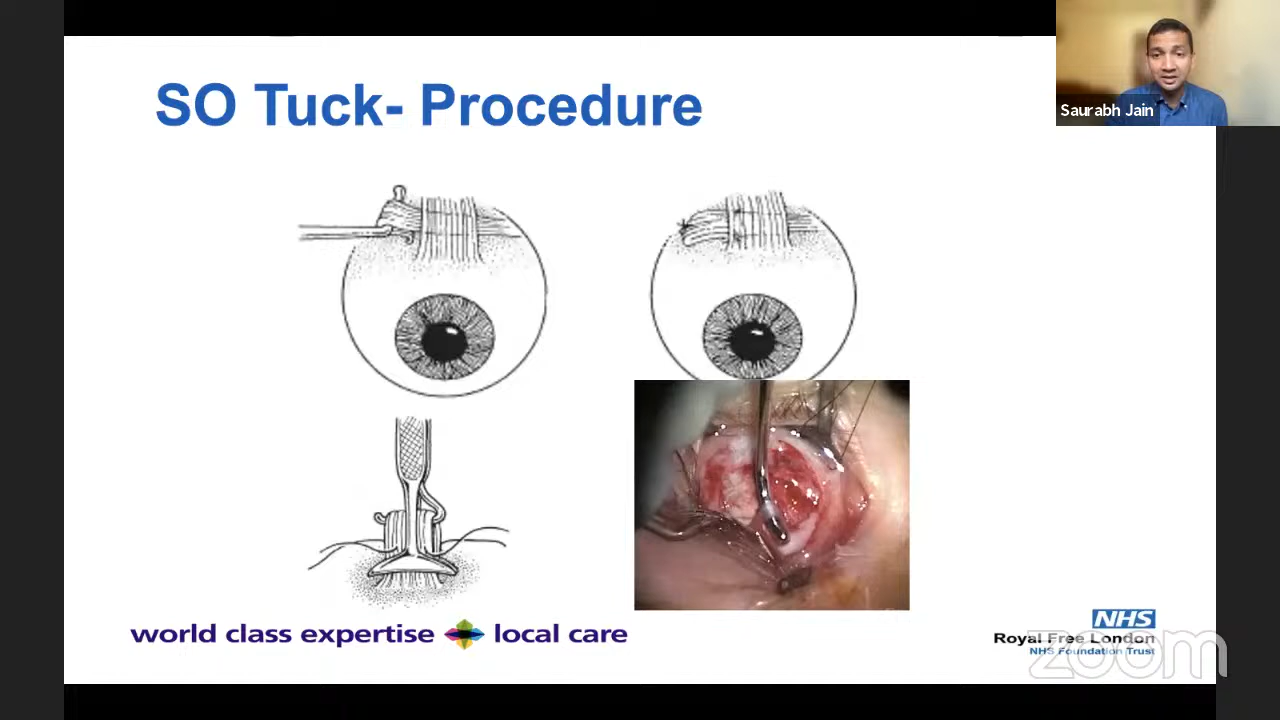 SO Tuck- Procedure
Saurabh Jain
world class expertise local care
NHS
Royal Free London
NHS Foundation Trust
zoom